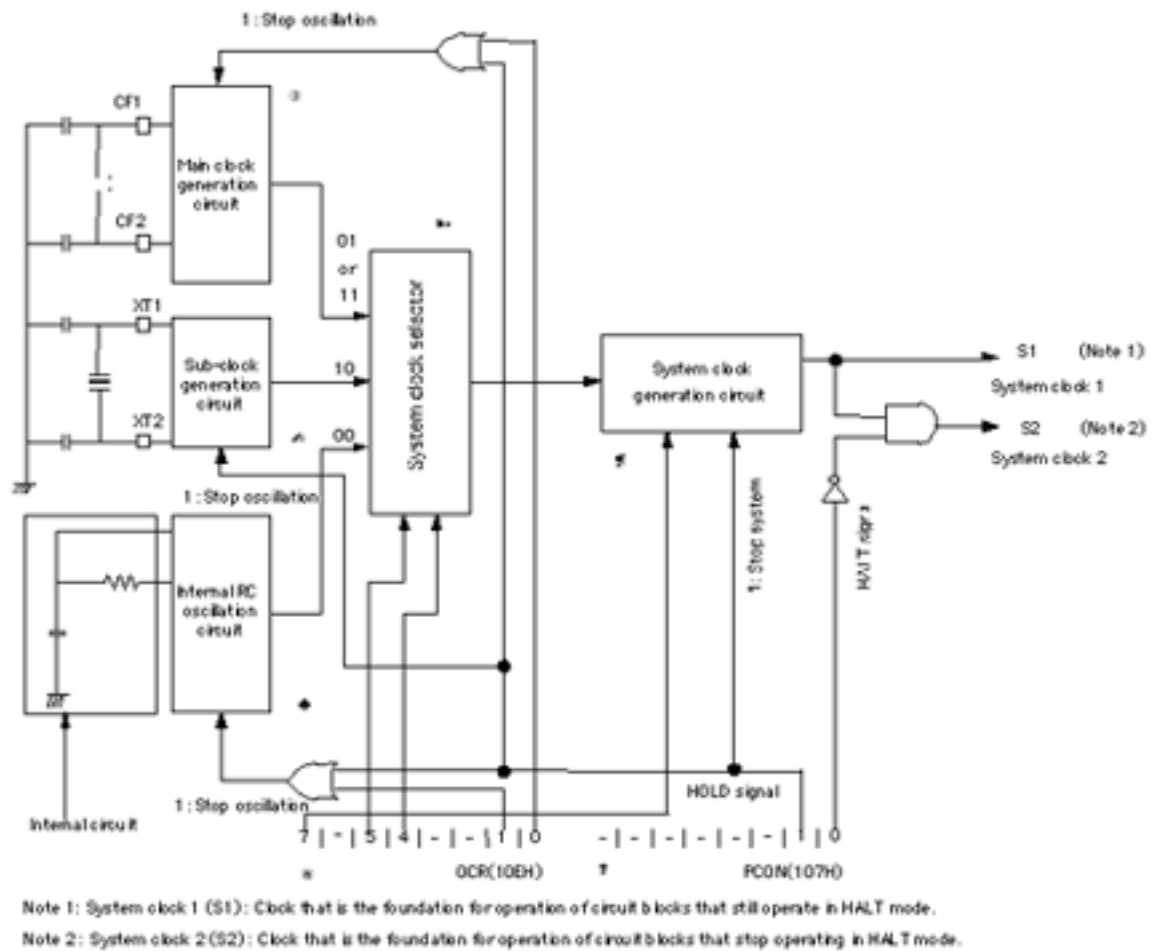 1: Stop oscillation
CF1
Main clock
generation
circuit
CF2
01
or
11
XT1
Sub-clock
generation
circuit
10
XT2
00
System clock selector
System clock
generation circuit
S1 (Note 1)
System clock 1
S2 (Note 2)
System clock 2
1: Stop oscillation
1: Stop system
Internal RC
oscillation
circuit
HOLD signal
1: Stop oscillation
Internal circuit
7 | - | 5 | 4 | - | - | 1 | 0
- | - | - | - | - | - | 1 | 0
OCR(10EH)
PCON(107H)
Note 1: System clock 1 (S1): Clock that is the foundation for operation of circuit blocks that still operate in HALT mode.
Note 2: System clock 2(S2): Clock that is the foundation for operation of circuit blocks that stop operating in HALT mode.